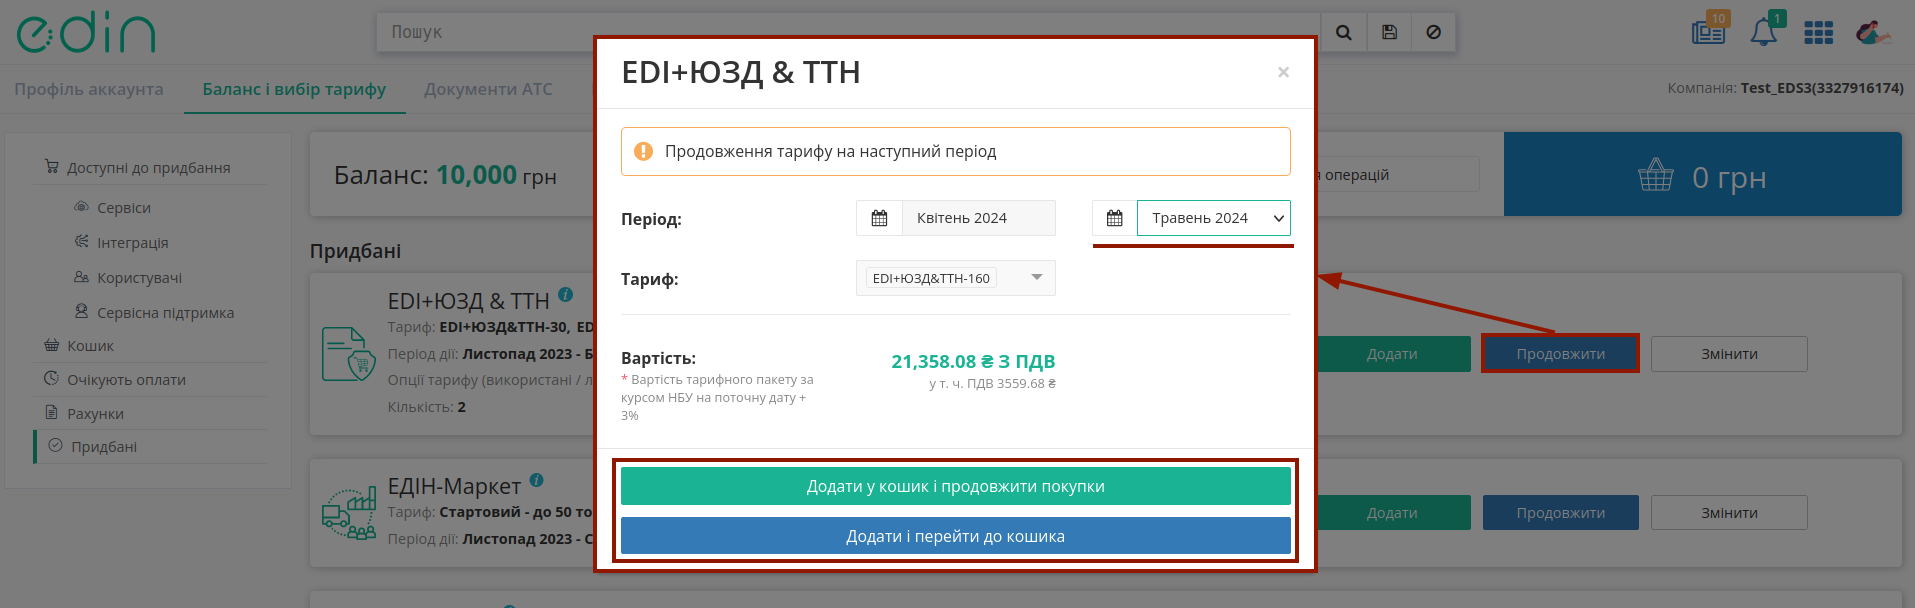 edin
Пошук
10
1
Профіль аккаунта
Баланс і вибір тарифу
Документи АТС
Компанія: Test_EDS3(3327916174)
Доступні до придбання
Сервіси
Інтеграція
Користувачі
Сервісна підтримка
Кошик
Очікують оплати
Рахунки
Придбані
Баланс: 10,000 грн
я операцій
0 грн
Придбані
EDI+ЮЗД & ТТН
Тариф: EDI+ЮЗД&ТТН-30, ED
Період дії: Листопад 2023 - Б
Опції тарифу (використані / л
Кількість: 2
Додати
Продовжити
Змінити
ЕДІН-Маркет
Тариф: Стартовий - до 50 то
Період дії: Листопад 2023 - С
Додати
Продовжити
Змінити
EDI+ЮЗД & ТТН
×
Продовження тарифу на наступний період
Період:
Квітень 2024
Травень 2024
Тариф:
EDI+ЮЗД&ТТН-160
Вартість:
* Вартість тарифного пакету за
курсом НБУ на поточну дату +
3%
21,358.08 ₴ З ПДВ
у т. ч. ПДВ 3559.68 ₴
Додати у кошик і продовжити покупки
Додати і перейти до кошика